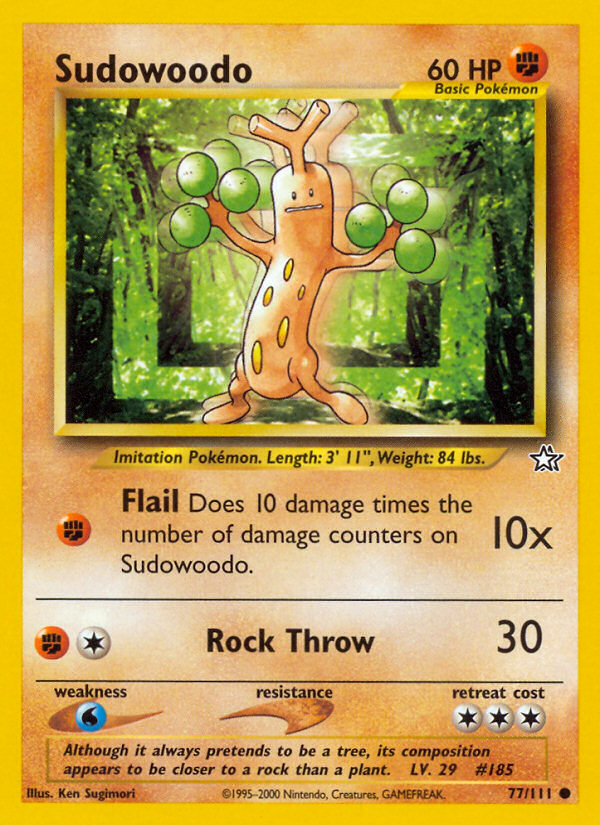 Sudowoodo 60 HP
Basic Pokémon
Imitation Pokémon. Length: 3' 11", Weight: 84 lbs.
Flail Does 10 damage times the
number of damage counters on
Sudowoodo.
10x
Rock Throw 30
weakness resistance retreat cost
Although it always pretends to be a tree, its composition
appears to be closer to a rock than a plant. LV. 29 #185
Illus. Ken Sugimori ©1995-2000 Nintendo, Creatures, GAMEFREAK. 77/111